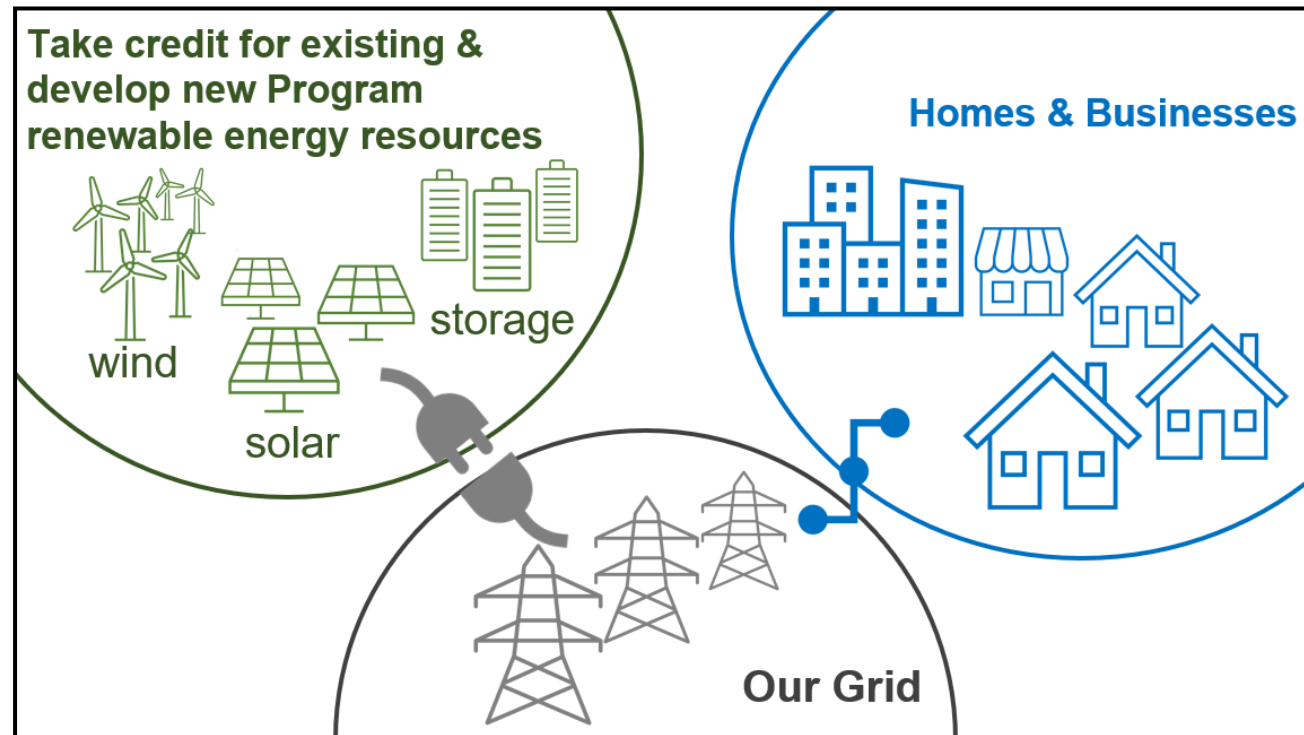 Take credit for existing &
develop new Program
renewable energy resources
Homes & Businesses
storage
wind
solar
Our Grid